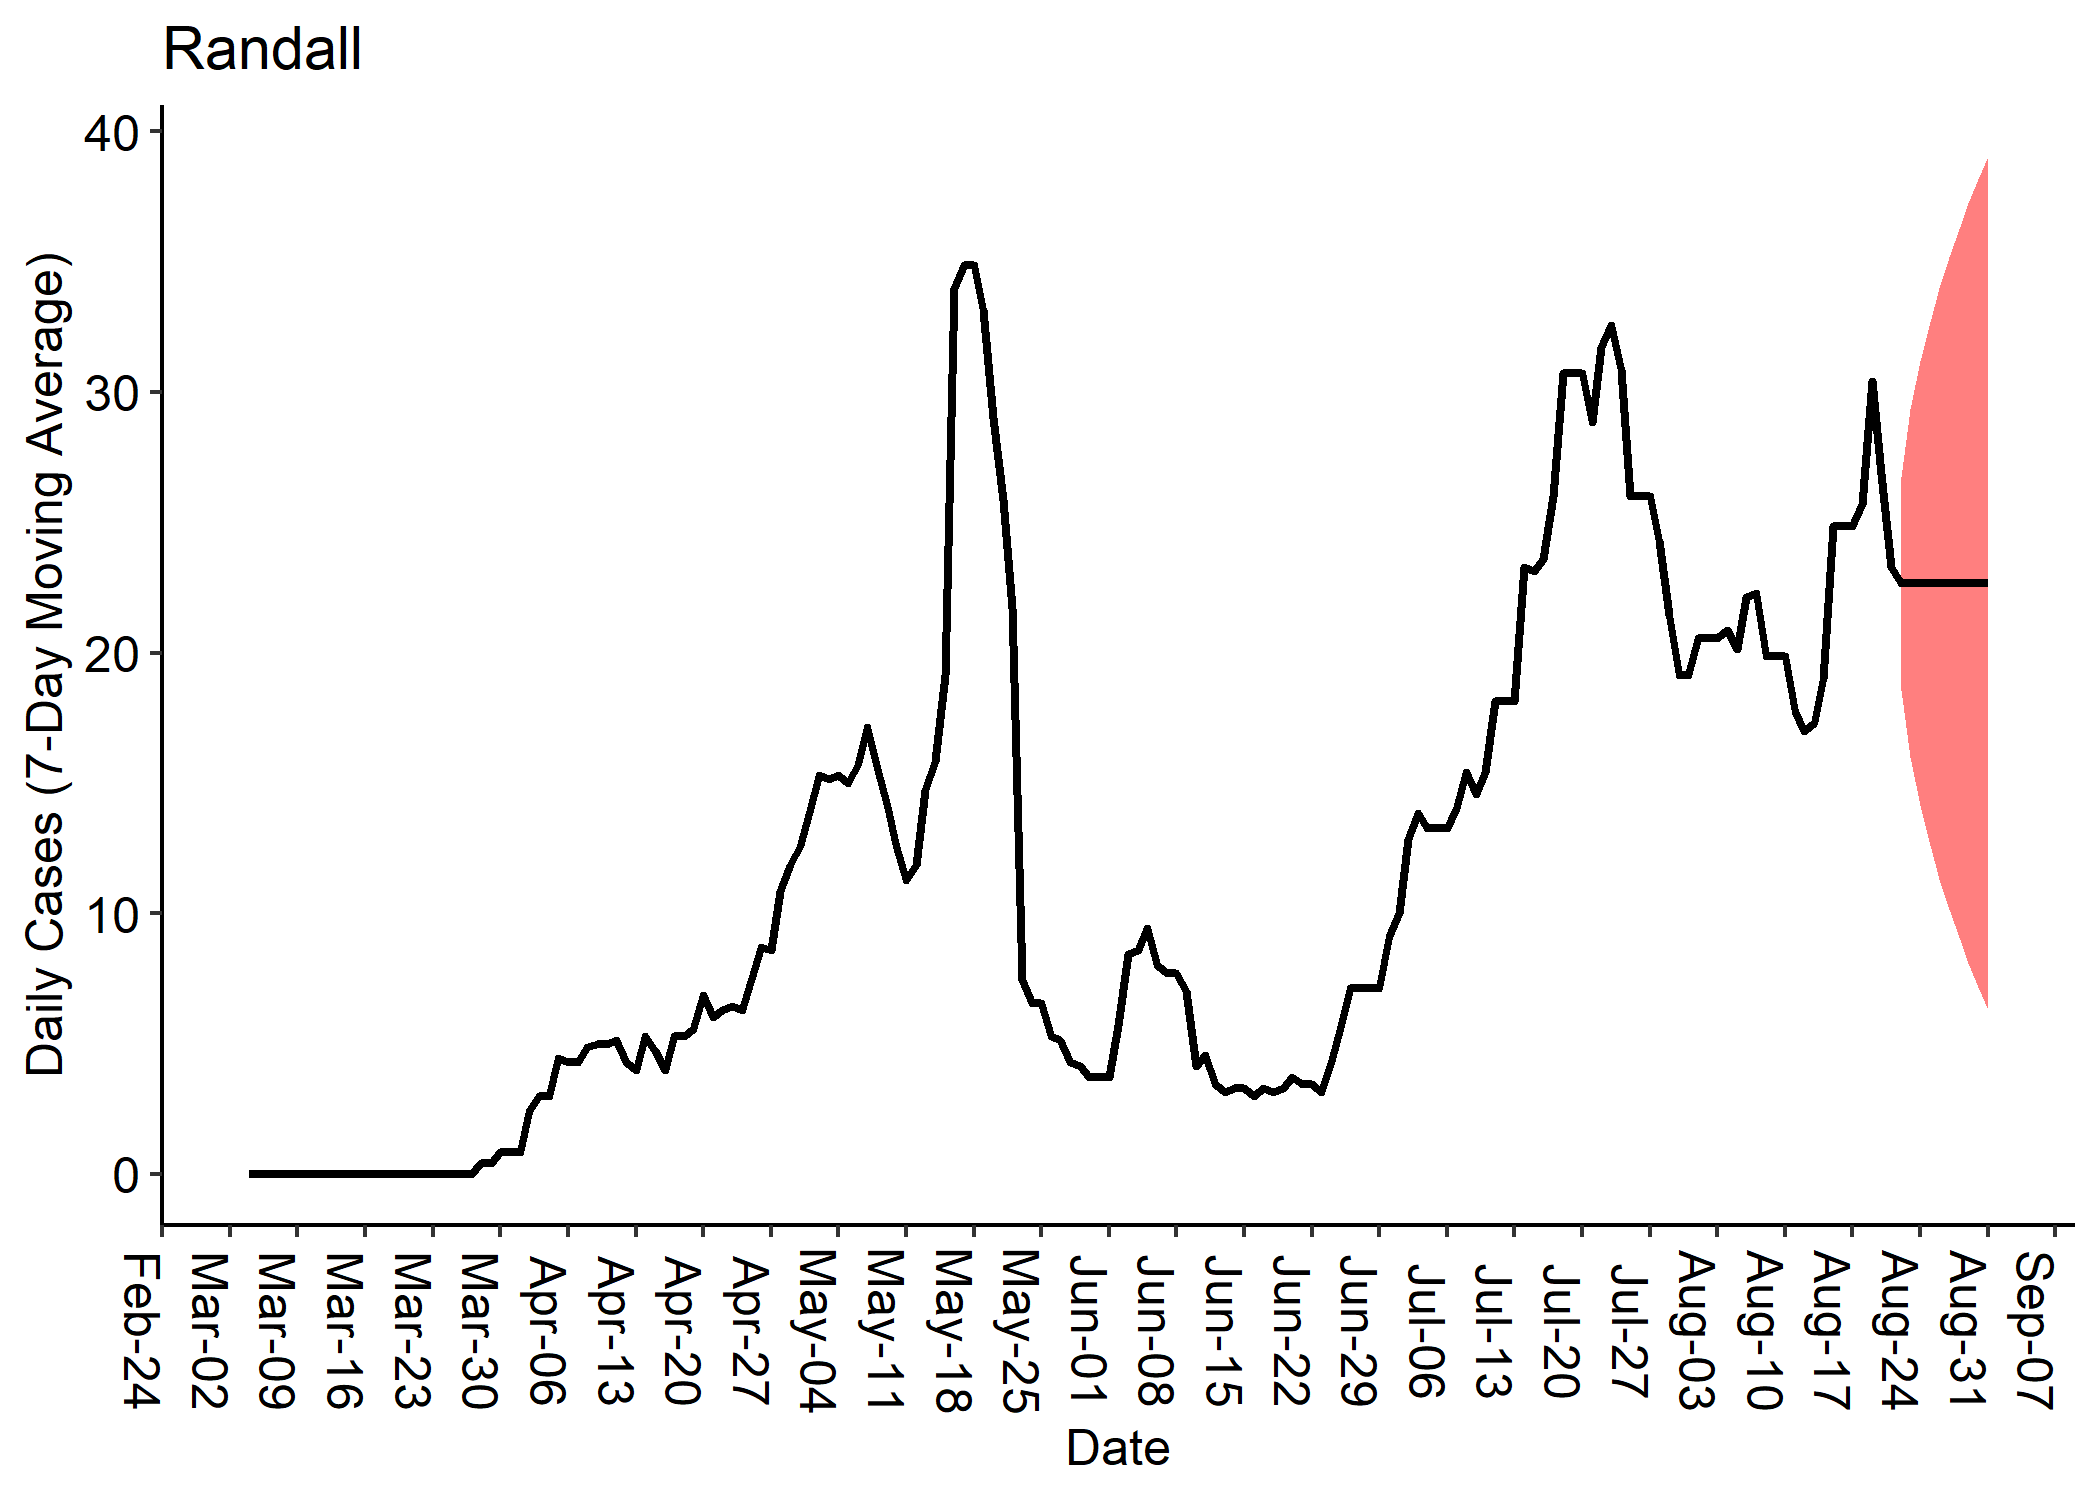 Randall
Daily Cases (7-Day Moving Average)
40
30
20
10
0
Feb-24
Mar-02
Mar-09
Mar-16
Mar-23
Mar-30
Apr-06
Apr-13
Apr-20
Apr-27
May-04
May-11
May-18
May-25
Jun-01
Jun-08
Jun-15
Jun-22
Jun-29
Jul-06
Jul-13
Jul-20
Jul-27
Aug-03
Aug-10
Aug-17
Aug-24
Aug-31
Sep-07
Date